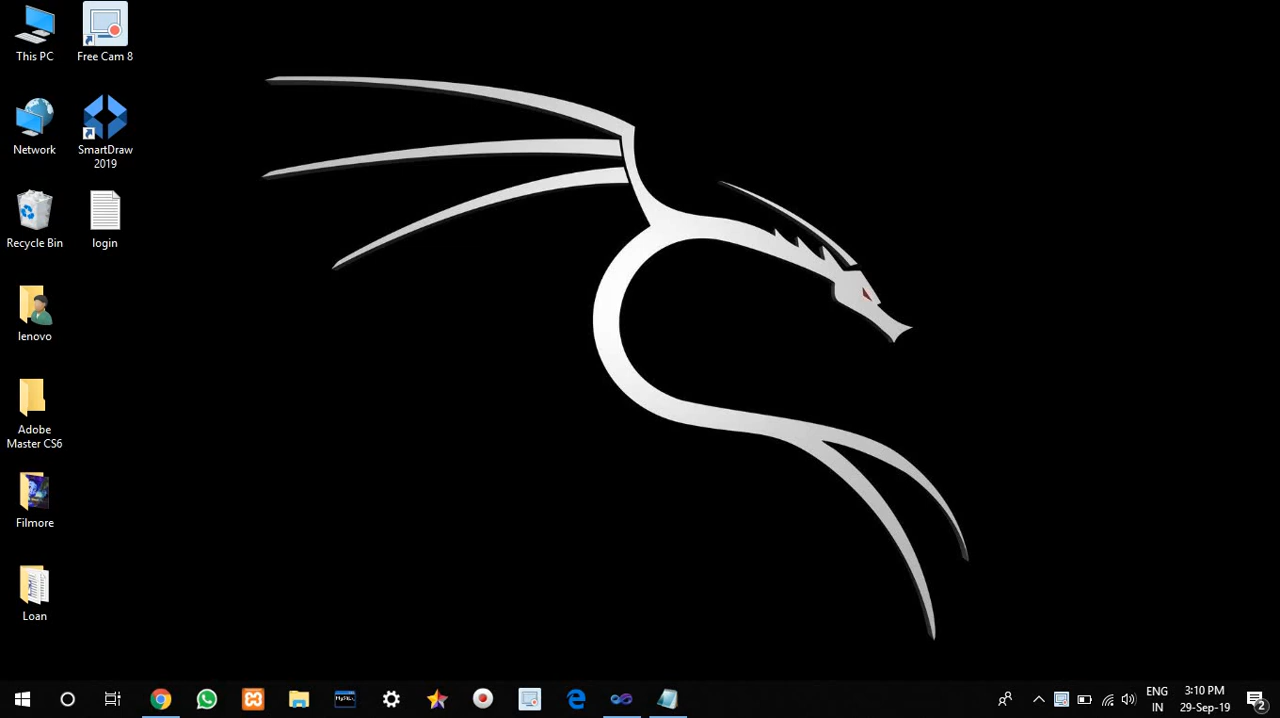 This PC
Free Cam 8
Network
SmartDraw
2019
Recycle Bin
login
lenovo
Adobe
Master CS6
Filmore
Loan
MySQL
ENG
IN
3:10 PM
29-Sep-19
2